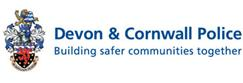 Devon & Cornwall Police
Building safer communities together